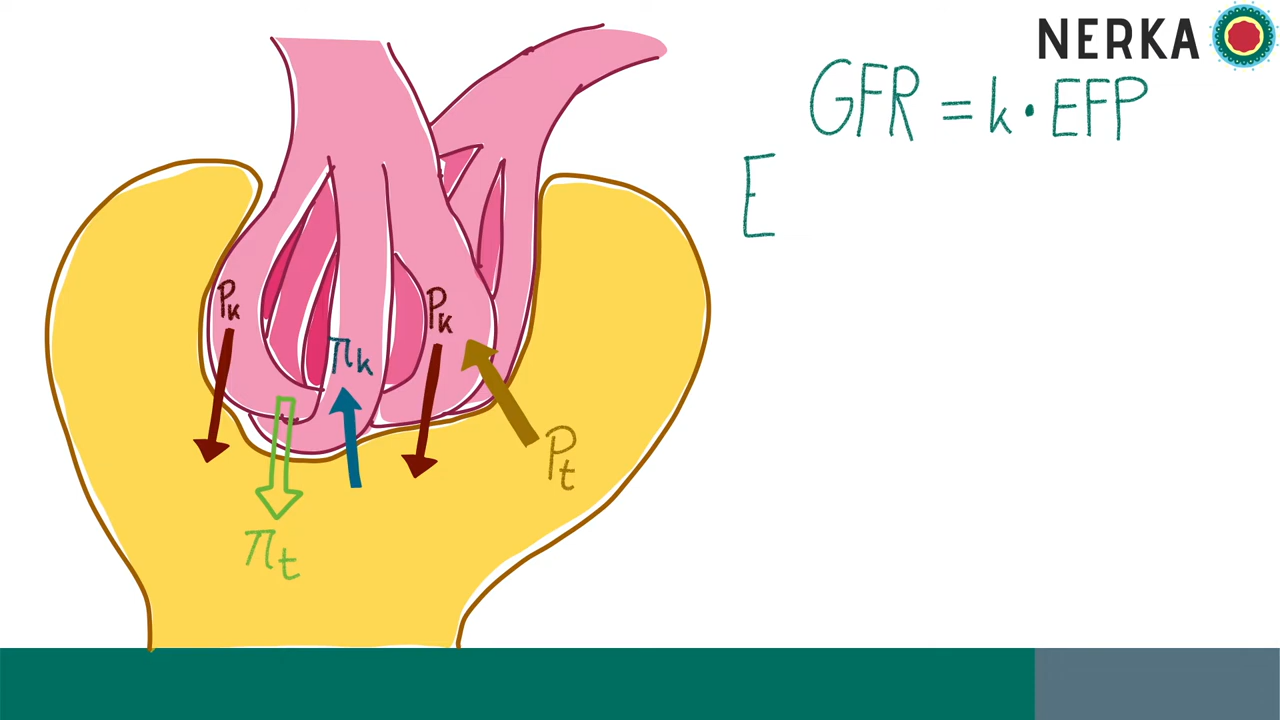 NERKA
GFR = k · EFP
E
Pk
Pk
πk
Pt
πt